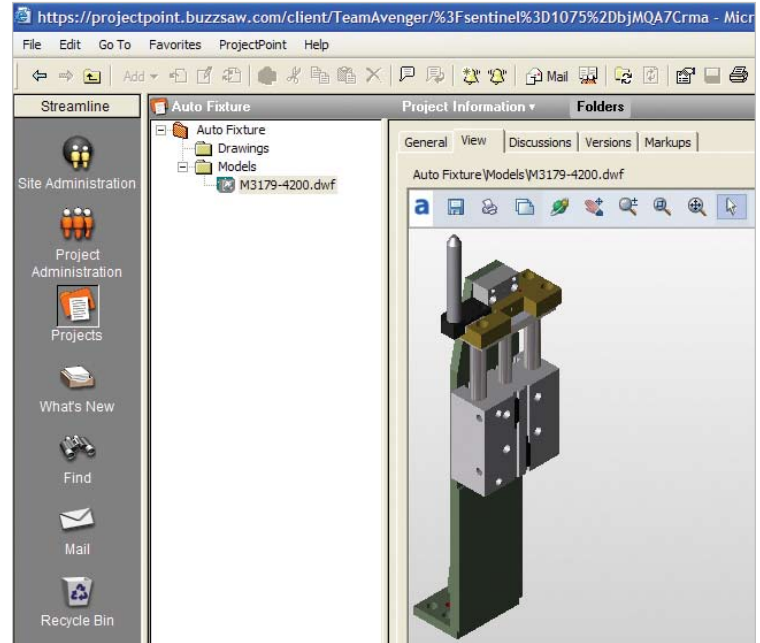 https://projectpoint.buzzsaw.com/client/TeamAvenger/%3Fsentinel%3D1075%2DbjMQA7Crma - Micr
File Edit Go To Favorites ProjectPoint Help
Add Mail
Streamline
Auto Fixture
Project Information Folders
Site Administration
Project
Administration
Projects
What's New
Find
Mail
Recycle Bin
Auto Fixture
Drawings
Models
M3179-4200.dwf
General View Discussions Versions Markups
Auto Fixture\Models\M3179-4200.dwf
a